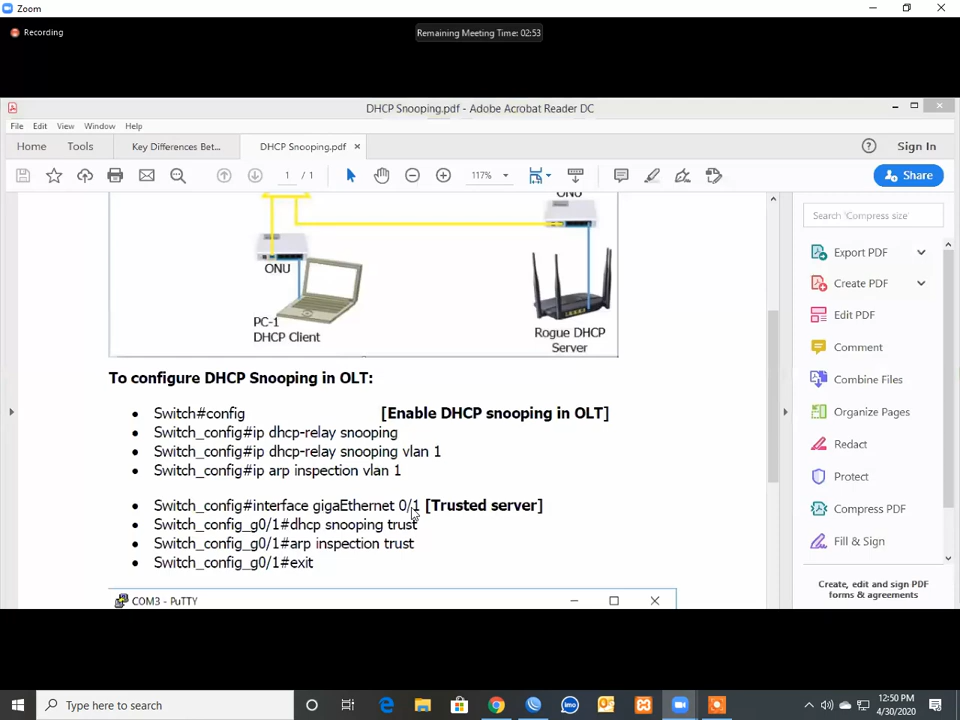 Zoom
Recording
Remaining Meeting Time: 02:53
DHCP Snooping.pdf - Adobe Acrobat Reader DC
File Edit View Window Help
Home Tools Key Differences Bet... DHCP Snooping.pdf × Sign In
1 / 1 117% Share
ONU
ONU
PC-1
DHCP Client
Rogue DHCP
Server
To configure DHCP Snooping in OLT:
• Switch#config [Enable DHCP snooping in OLT]
• Switch_config#ip dhcp-relay snooping
• Switch_config#ip dhcp-relay snooping vlan 1
• Switch_config#ip arp inspection vlan 1
• Switch_config#interface gigaEthernet 0/1 [Trusted server]
• Switch_config_g0/1#dhcp snooping trust
• Switch_config_g0/1#arp inspection trust
• Switch_config_g0/1#exit
COM3 - PuTTY
Search 'Compress size'
Export PDF
Create PDF
Edit PDF
Comment
Combine Files
Organize Pages
Redact
Protect
Compress PDF
Fill & Sign
Create, edit and sign PDF
forms & agreements
Type here to search
imo
12:50 PM
4/30/2020